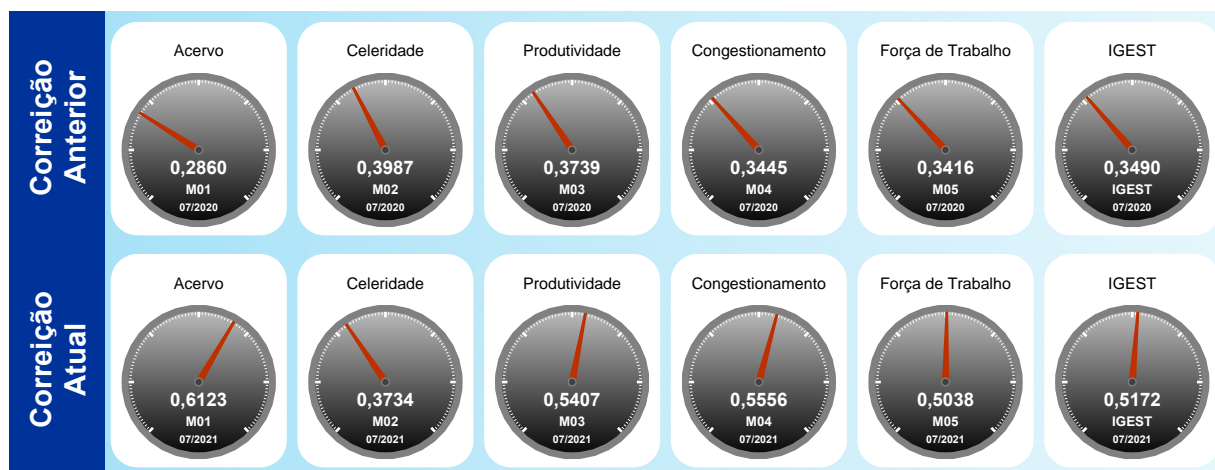 Correição
Anterior
Acervo
0,2860
M01
07/2020
Celeridade
0,3987
M02
07/2020
Produtividade
0,3739
M03
07/2020
Congestionamento
0,3445
M04
07/2020
Força de Trabalho
0,3416
M05
07/2020
IGEST
0,3490
IGEST
07/2020
Correição
Atual
Acervo
0,6123
M01
07/2021
Celeridade
0,3734
M02
07/2021
Produtividade
0,5407
M03
07/2021
Congestionamento
0,5556
M04
07/2021
Força de Trabalho
0,5038
M05
07/2021
IGEST
0,5172
IGEST
07/2021